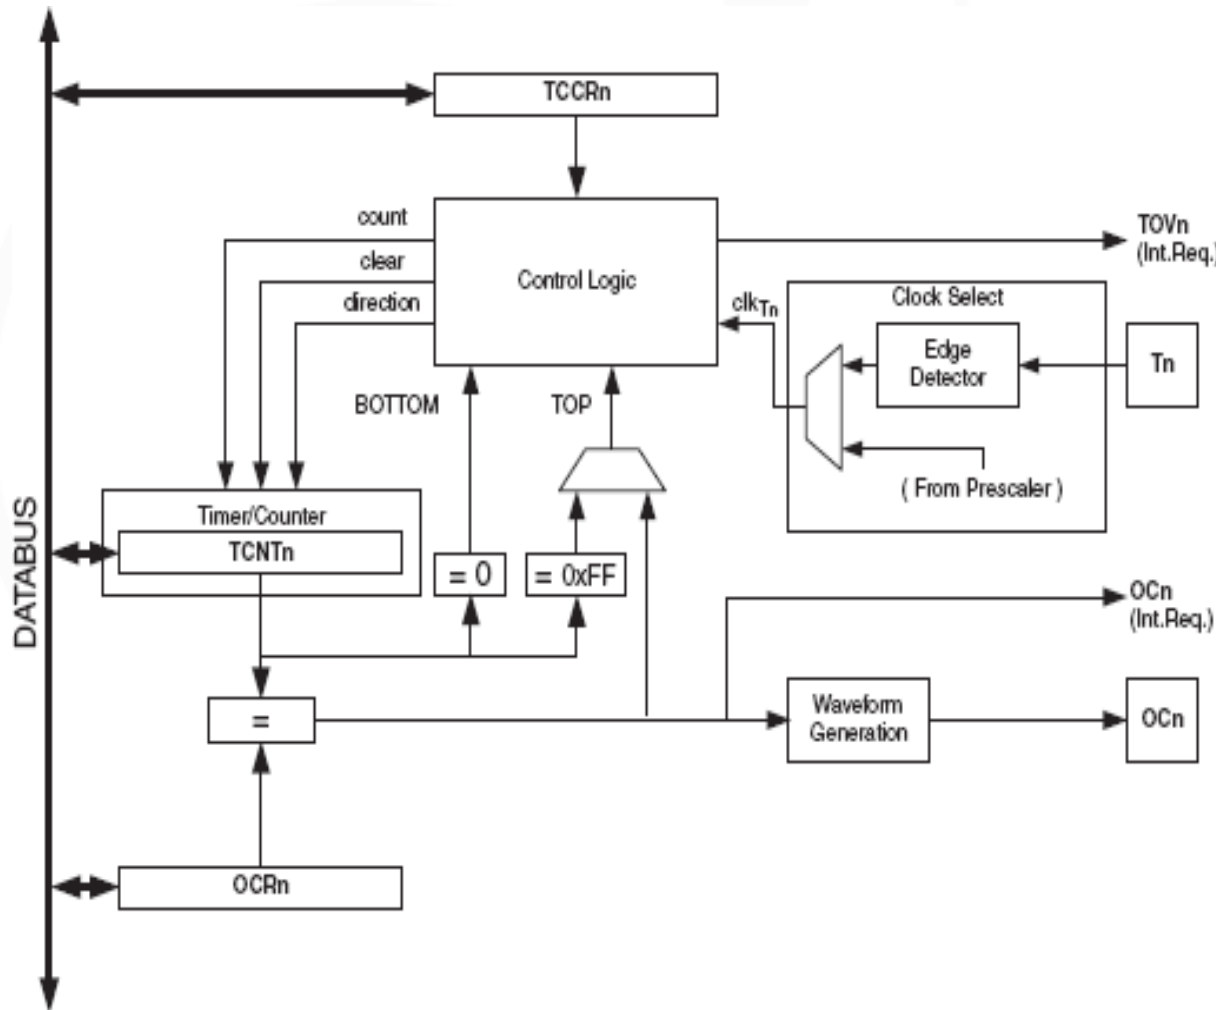 TCCRn
count
TOVn
(Int.Req.)
clear
Control Logic
direction
clkTn
Clock Select
Edge
Detector
Tn
BOTTOM
TOP
( From Prescaler )
Timer/Counter
TCNTn
= 0
= 0xFF
DATABUS
OCn
(Int.Req.)
=
Waveform
Generation
OCn
OCRn